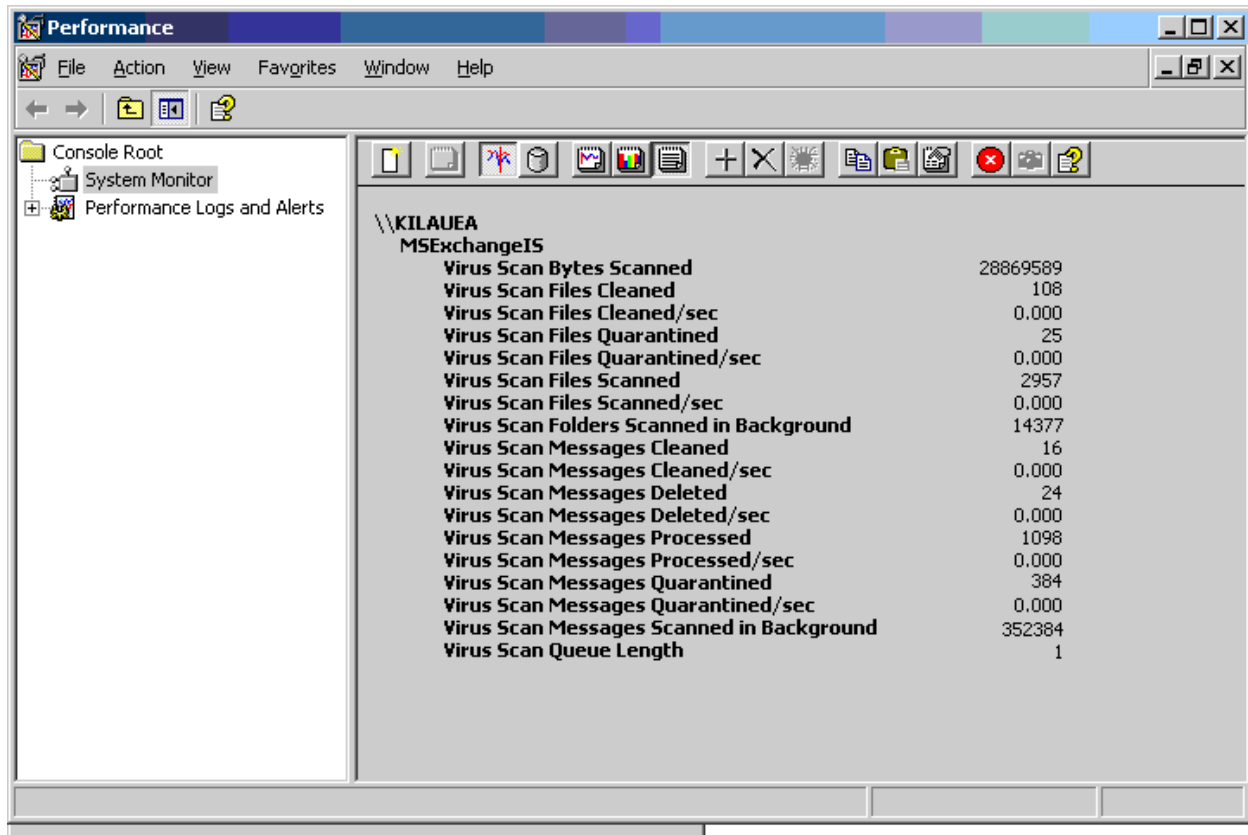 Performance
File Action View Favorites Window Help
Console Root
System Monitor
Performance Logs and Alerts
\\KILAUEA
MSExchangeIS
Virus Scan Bytes Scanned 28869589
Virus Scan Files Cleaned 108
Virus Scan Files Cleaned/sec 0.000
Virus Scan Files Quarantined 25
Virus Scan Files Quarantined/sec 0.000
Virus Scan Files Scanned 2957
Virus Scan Files Scanned/sec 0.000
Virus Scan Folders Scanned in Background 14377
Virus Scan Messages Cleaned 16
Virus Scan Messages Cleaned/sec 0.000
Virus Scan Messages Deleted 24
Virus Scan Messages Deleted/sec 0.000
Virus Scan Messages Processed 1098
Virus Scan Messages Processed/sec 0.000
Virus Scan Messages Quarantined 384
Virus Scan Messages Quarantined/sec 0.000
Virus Scan Messages Scanned in Background 352384
Virus Scan Queue Length 1